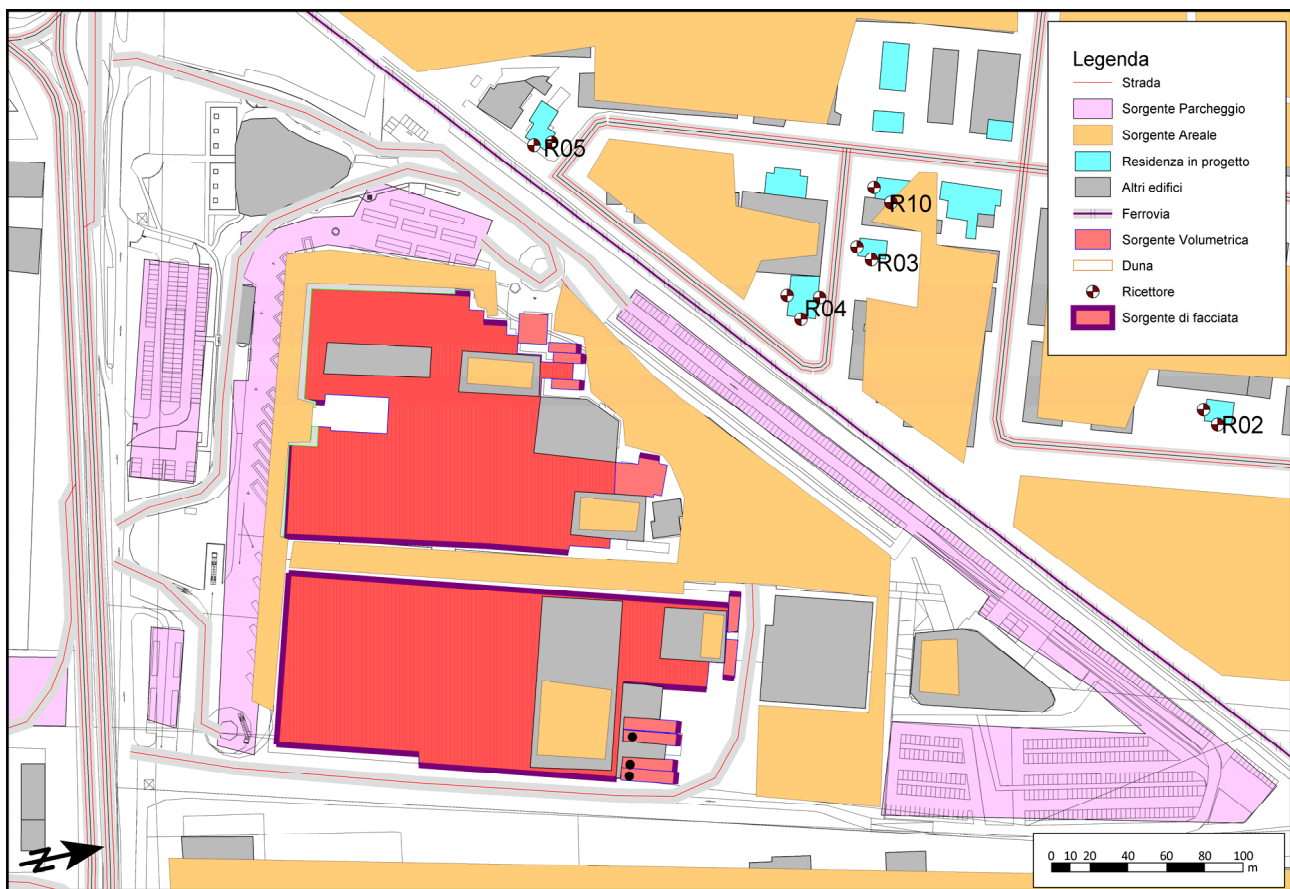 Legenda
Strada
Sorgente Parcheggio
Sorgente Areale
Residenza in progetto
Altri edifici
Ferrovia
Sorgente Volumetrica
Duna
Ricettore
Sorgente di facciata
R05
R10
R03
R04
R02
N
0 10 20 40 60 80 100
m